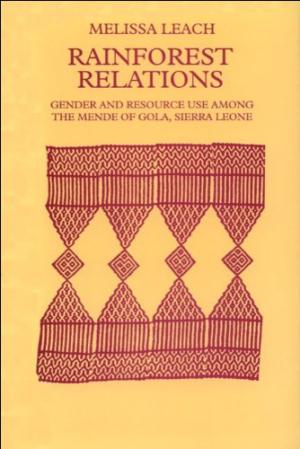 MELISSA LEACH
RAINFOREST
RELATIONS
GENDER AND RESOURCE USE AMONG
THE MENDE OF GOLA, SIERRA LEONE